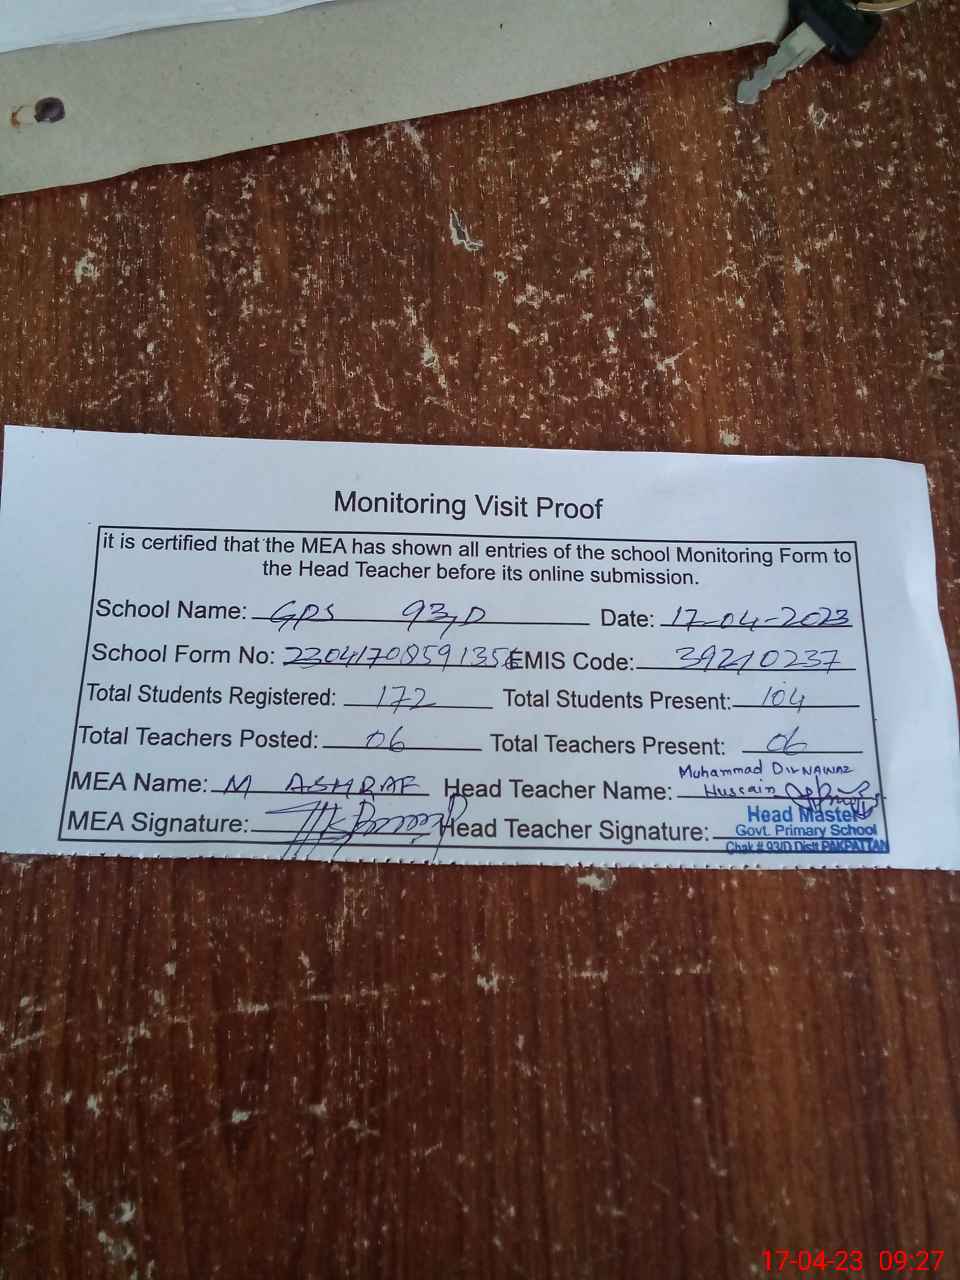 Monitoring Visit Proof
it is certified that the MEA has shown all entries of the school Monitoring Form to
the Head Teacher before its online submission.
School Name: GPS 93/D Date: 17-04-2023
School Form No: 2304170859135 EMIS Code: 39210237
Total Students Registered: 172 Total Students Present: 104
Total Teachers Posted: 06 Total Teachers Present: 06
MEA Name: M ASHRAF Head Teacher Name: Muhammad Dilnawaz
Hussain
MEA Signature: Head Teacher Signature:
Head Master
Govt. Primary School
Chak # 93/D Distt PAKPATTAN
17-04-23 09:27